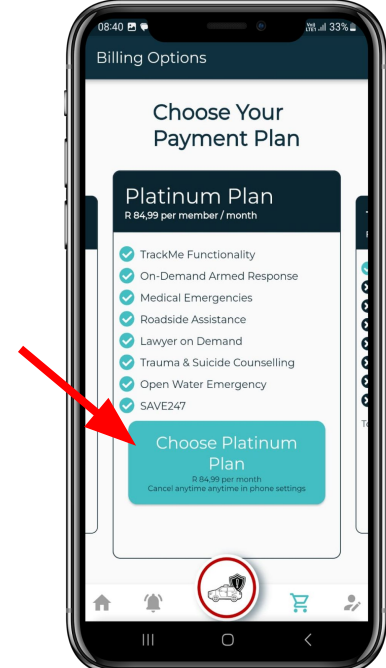 08:40
33%
Billing Options
Choose Your
Payment Plan
Platinum Plan
R 84,99 per member / month
TrackMe Functionality
On-Demand Armed Response
Medical Emergencies
Roadside Assistance
Lawyer on Demand
Trauma & Suicide Counselling
Open Water Emergency
SAVE247
Choose Platinum
Plan
R 84,99 per month
Cancel anytime anytime in phone settings